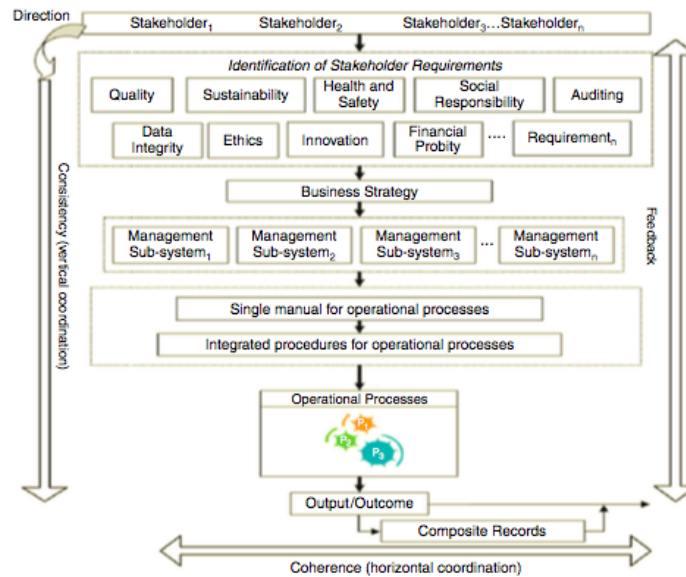 Direction
Stakeholder₁ Stakeholder₂ Stakeholder₃...Stakeholderₙ
Identification of Stakeholder Requirements
Quality
Sustainability
Health and
Safety
Social
Responsibility
Auditing
Data
Integrity
Ethics
Innovation
Financial
Probity
....
Requirementₙ
Business Strategy
Management
Sub-system₁
Management
Sub-system₂
Management
Sub-system₃
...
Management
Sub-systemₙ
Single manual for operational processes
Integrated procedures for operational processes
Operational Processes
P₁
P₂
P₃
Output/Outcome
Composite Records
Coherence (horizontal coordination)
Consistency (vertical coordination)
Feedback